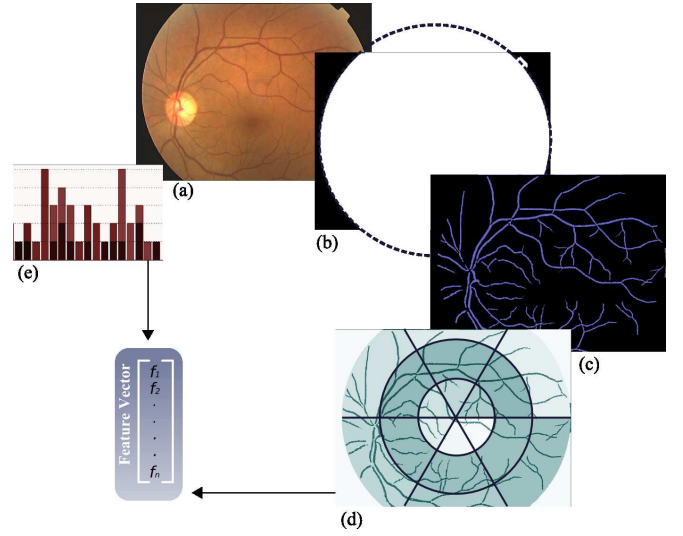 (a)
(b)
(c)
(d)
(e)
Feature Vector
f1
f2
.
.
.
.
fn